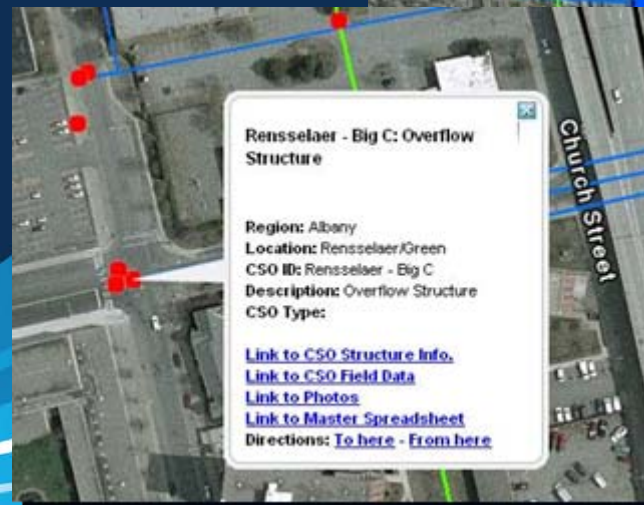 Rensselaer - Big C: Overflow
Structure
Region: Albany
Location: Rensselaer/Green
CSO ID: Rensselaer - Big C
Description: Overflow Structure
CSO Type:
Link to CSO Structure Info.
Link to CSO Field Data
Link to Photos
Link to Master Spreadsheet
Directions: To here - From here
Church Street